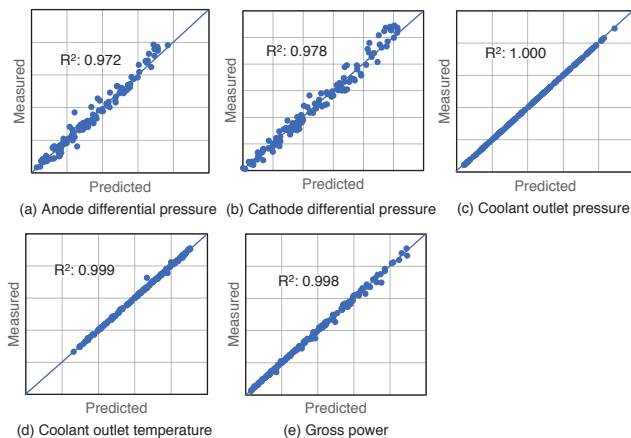 R²: 0.972
Measured
Predicted
(a) Anode differential pressure
R²: 0.978
Measured
Predicted
(b) Cathode differential pressure
R²: 1.000
Measured
Predicted
(c) Coolant outlet pressure
R²: 0.999
Measured
Predicted
(d) Coolant outlet temperature
R²: 0.998
Measured
Predicted
(e) Gross power